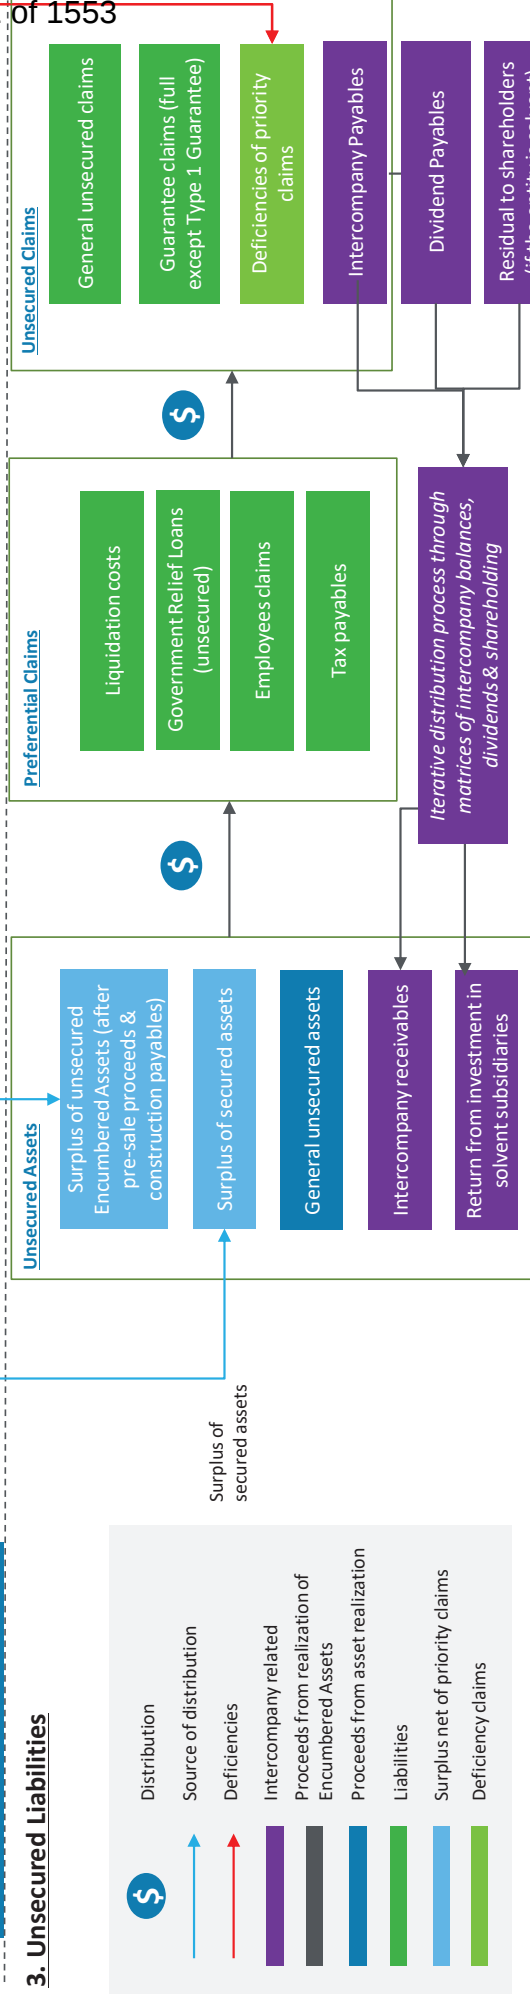 of 1553
3. Unsecured Liabilities
Distribution
Source of distribution
Deficiencies
Intercompany related
Proceeds from realization of
Encumbered Assets
Proceeds from asset realization
Liabilities
Surplus net of priority claims
Deficiency claims
Surplus of
secured assets
Unsecured Assets
Surplus of unsecured
Encumbered Assets (after
pre-sale proceeds &
construction payables)
Surplus of secured assets
General unsecured assets
Intercompany receivables
Return from investment in
solvent subsidiaries
$
Preferential Claims
Liquidation costs
Government Relief Loans
(unsecured)
Employees claims
Tax payables
Iterative distribution process through
matrices of intercompany balances,
dividends & shareholding
$
Unsecured Claims
General unsecured claims
Guarantee claims (full
except Type 1 Guarantee)
Deficiencies of priority
claims
Intercompany Payables
Dividend Payables
Residual to shareholders
$